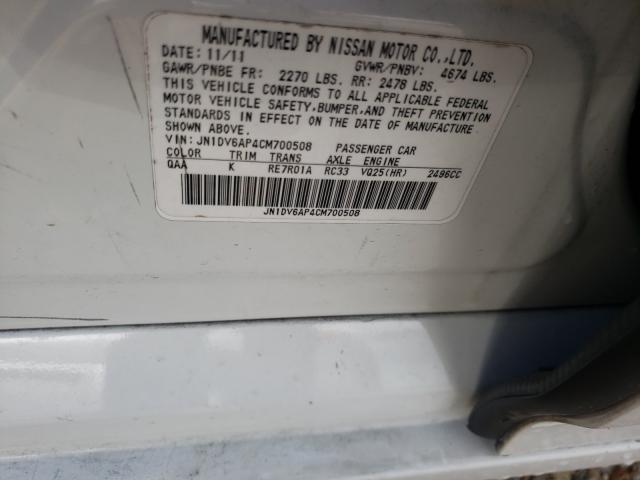 MANUFACTURED BY NISSAN MOTOR CO.,LTD.
DATE: 11/11 GVWR/PNBV: 4674 LBS.
GAWR/PNBE FR: 2270 LBS. RR: 2478 LBS.
THIS VEHICLE CONFORMS TO ALL APPLICABLE FEDERAL
MOTOR VEHICLE SAFETY, BUMPER, AND THEFT PREVENTION
STANDARDS IN EFFECT ON THE DATE OF MANUFACTURE
SHOWN ABOVE.
VIN: JN1DV6AP4CM700508 PASSENGER CAR
COLOR TRIM TRANS AXLE ENGINE
QAA K RE7R01A RC33 VQ25(HR) 2496CC
JN1DV6AP4CM700508